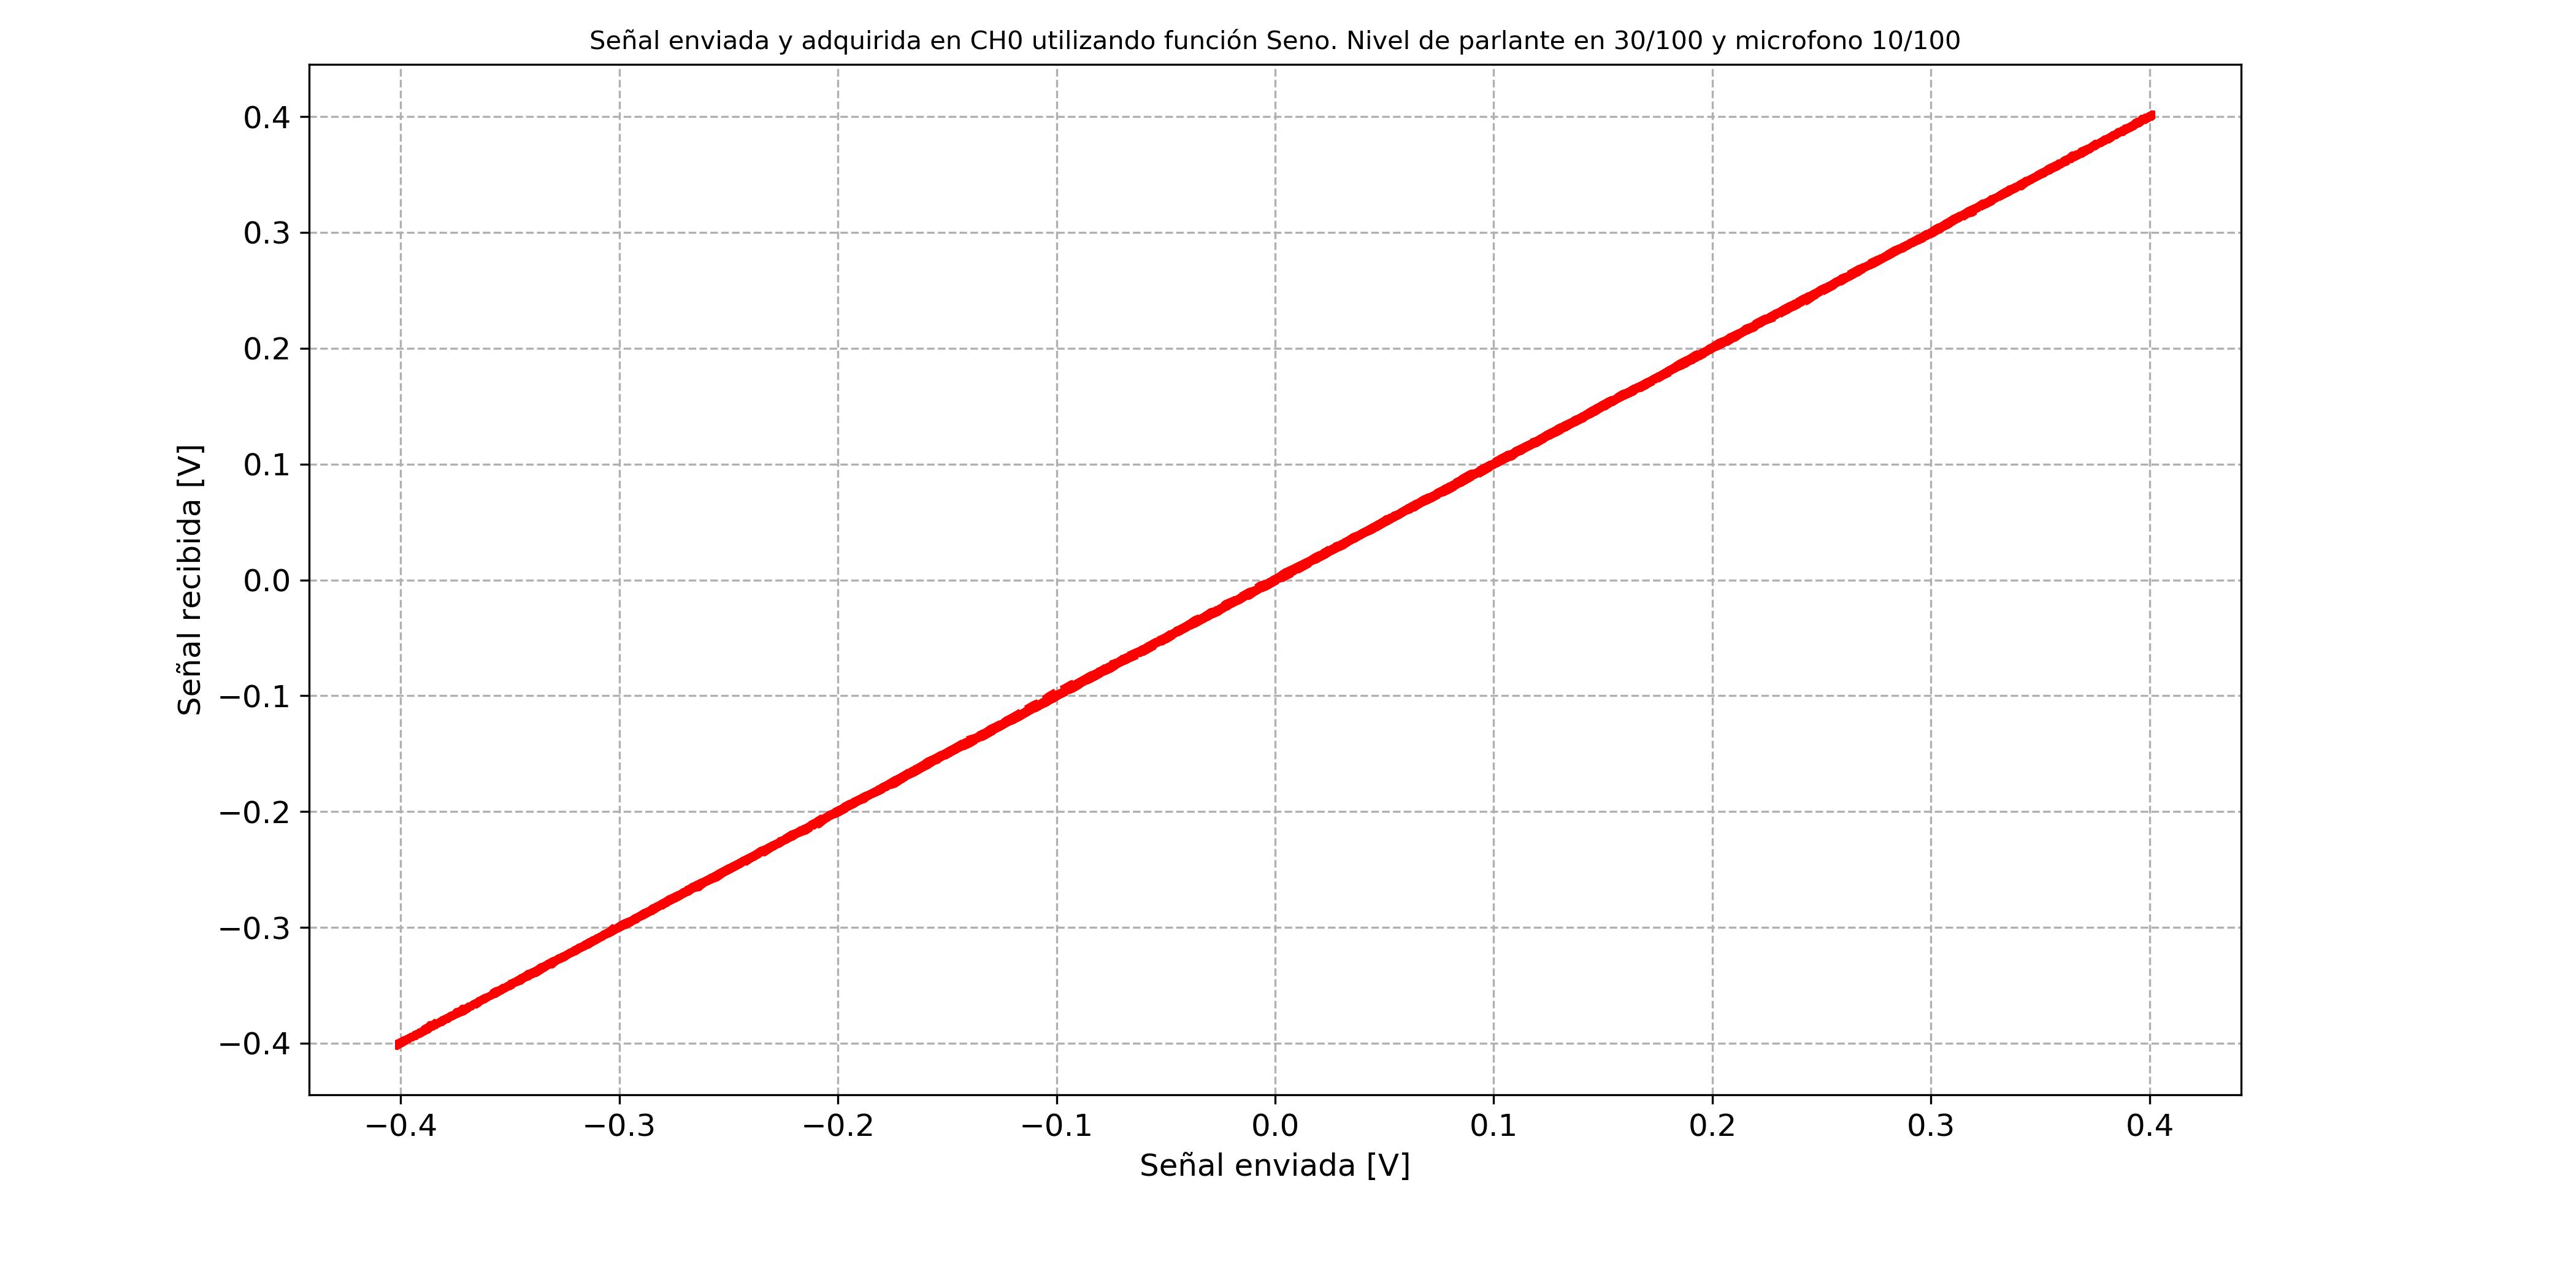 Señal enviada y adquirida en CH0 utilizando función Seno. Nivel de parlante en 30/100 y microfono 10/100
0.4
0.3
0.2
0.1
0.0
−0.1
−0.2
−0.3
−0.4
Señal recibida [V]
−0.4 −0.3 −0.2 −0.1 0.0 0.1 0.2 0.3 0.4
Señal enviada [V]